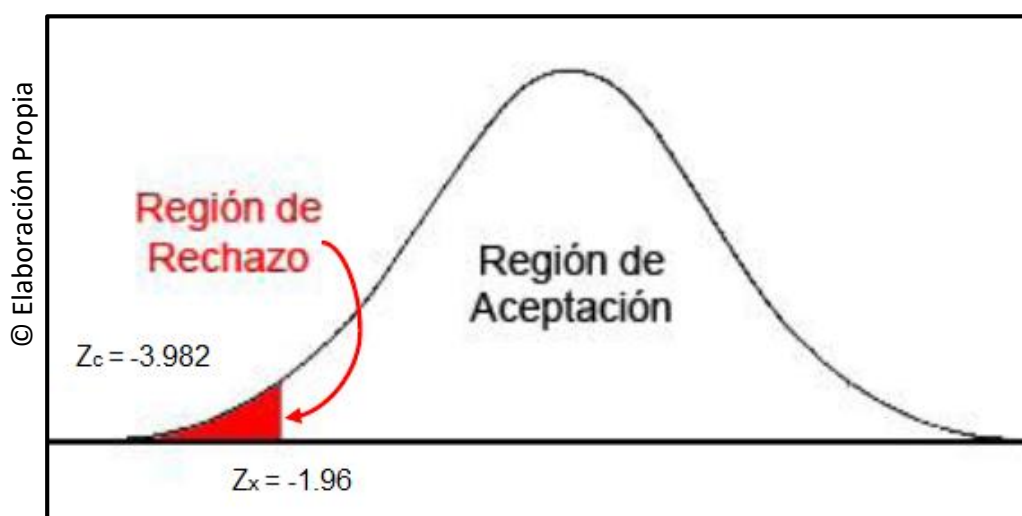 © Elaboración Propia
Región de
Rechazo
Región de
Aceptación
Zc = -3.982
Zx = -1.96